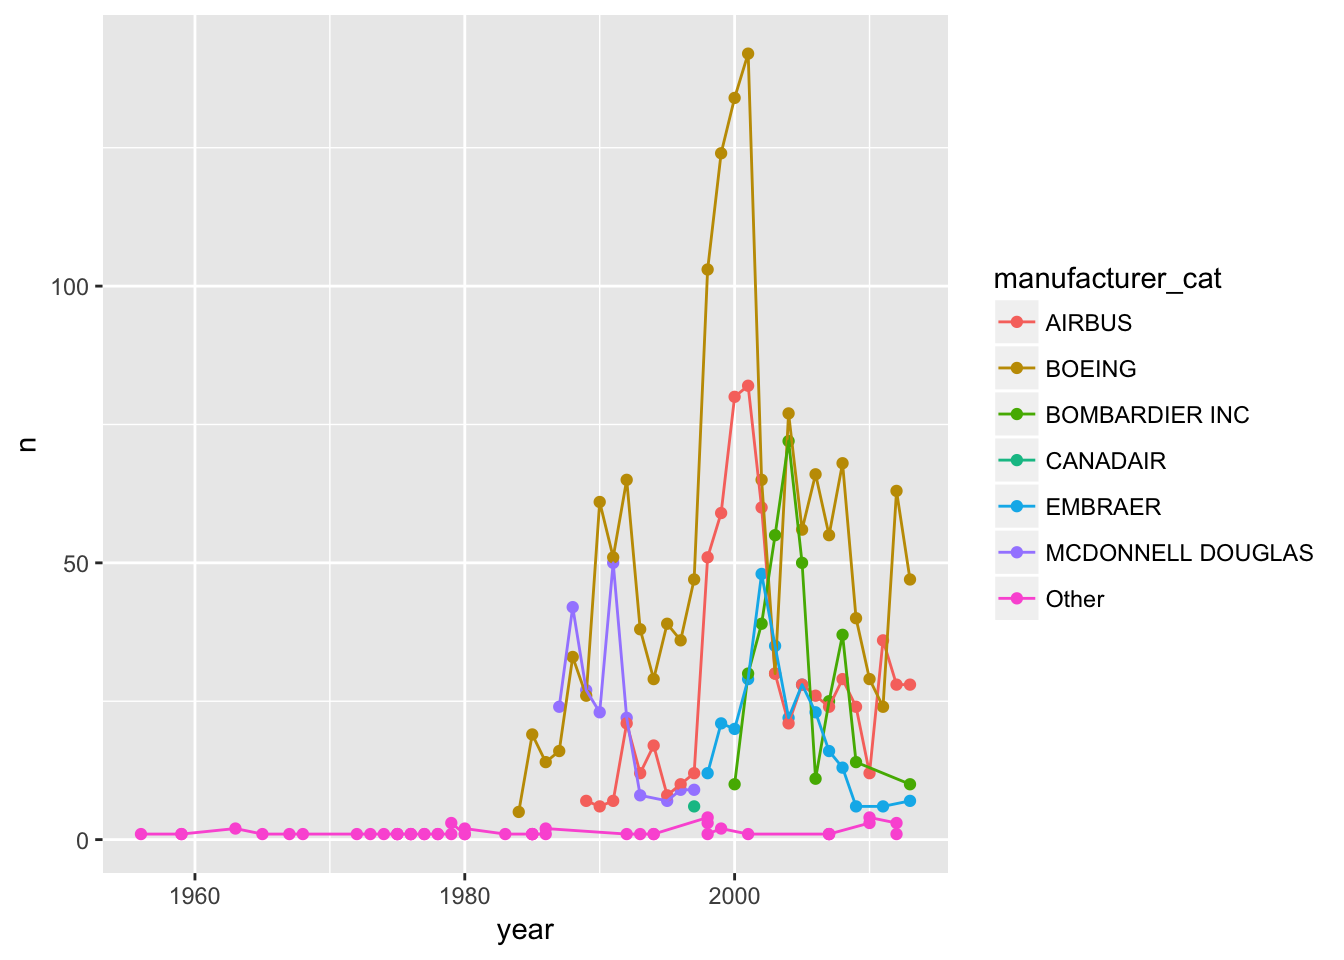 100
50
0
n
1960
1980
2000
year
manufacturer_cat
AIRBUS
BOEING
BOMBARDIER INC
CANADAIR
EMBRAER
MCDONNELL DOUGLAS
Other